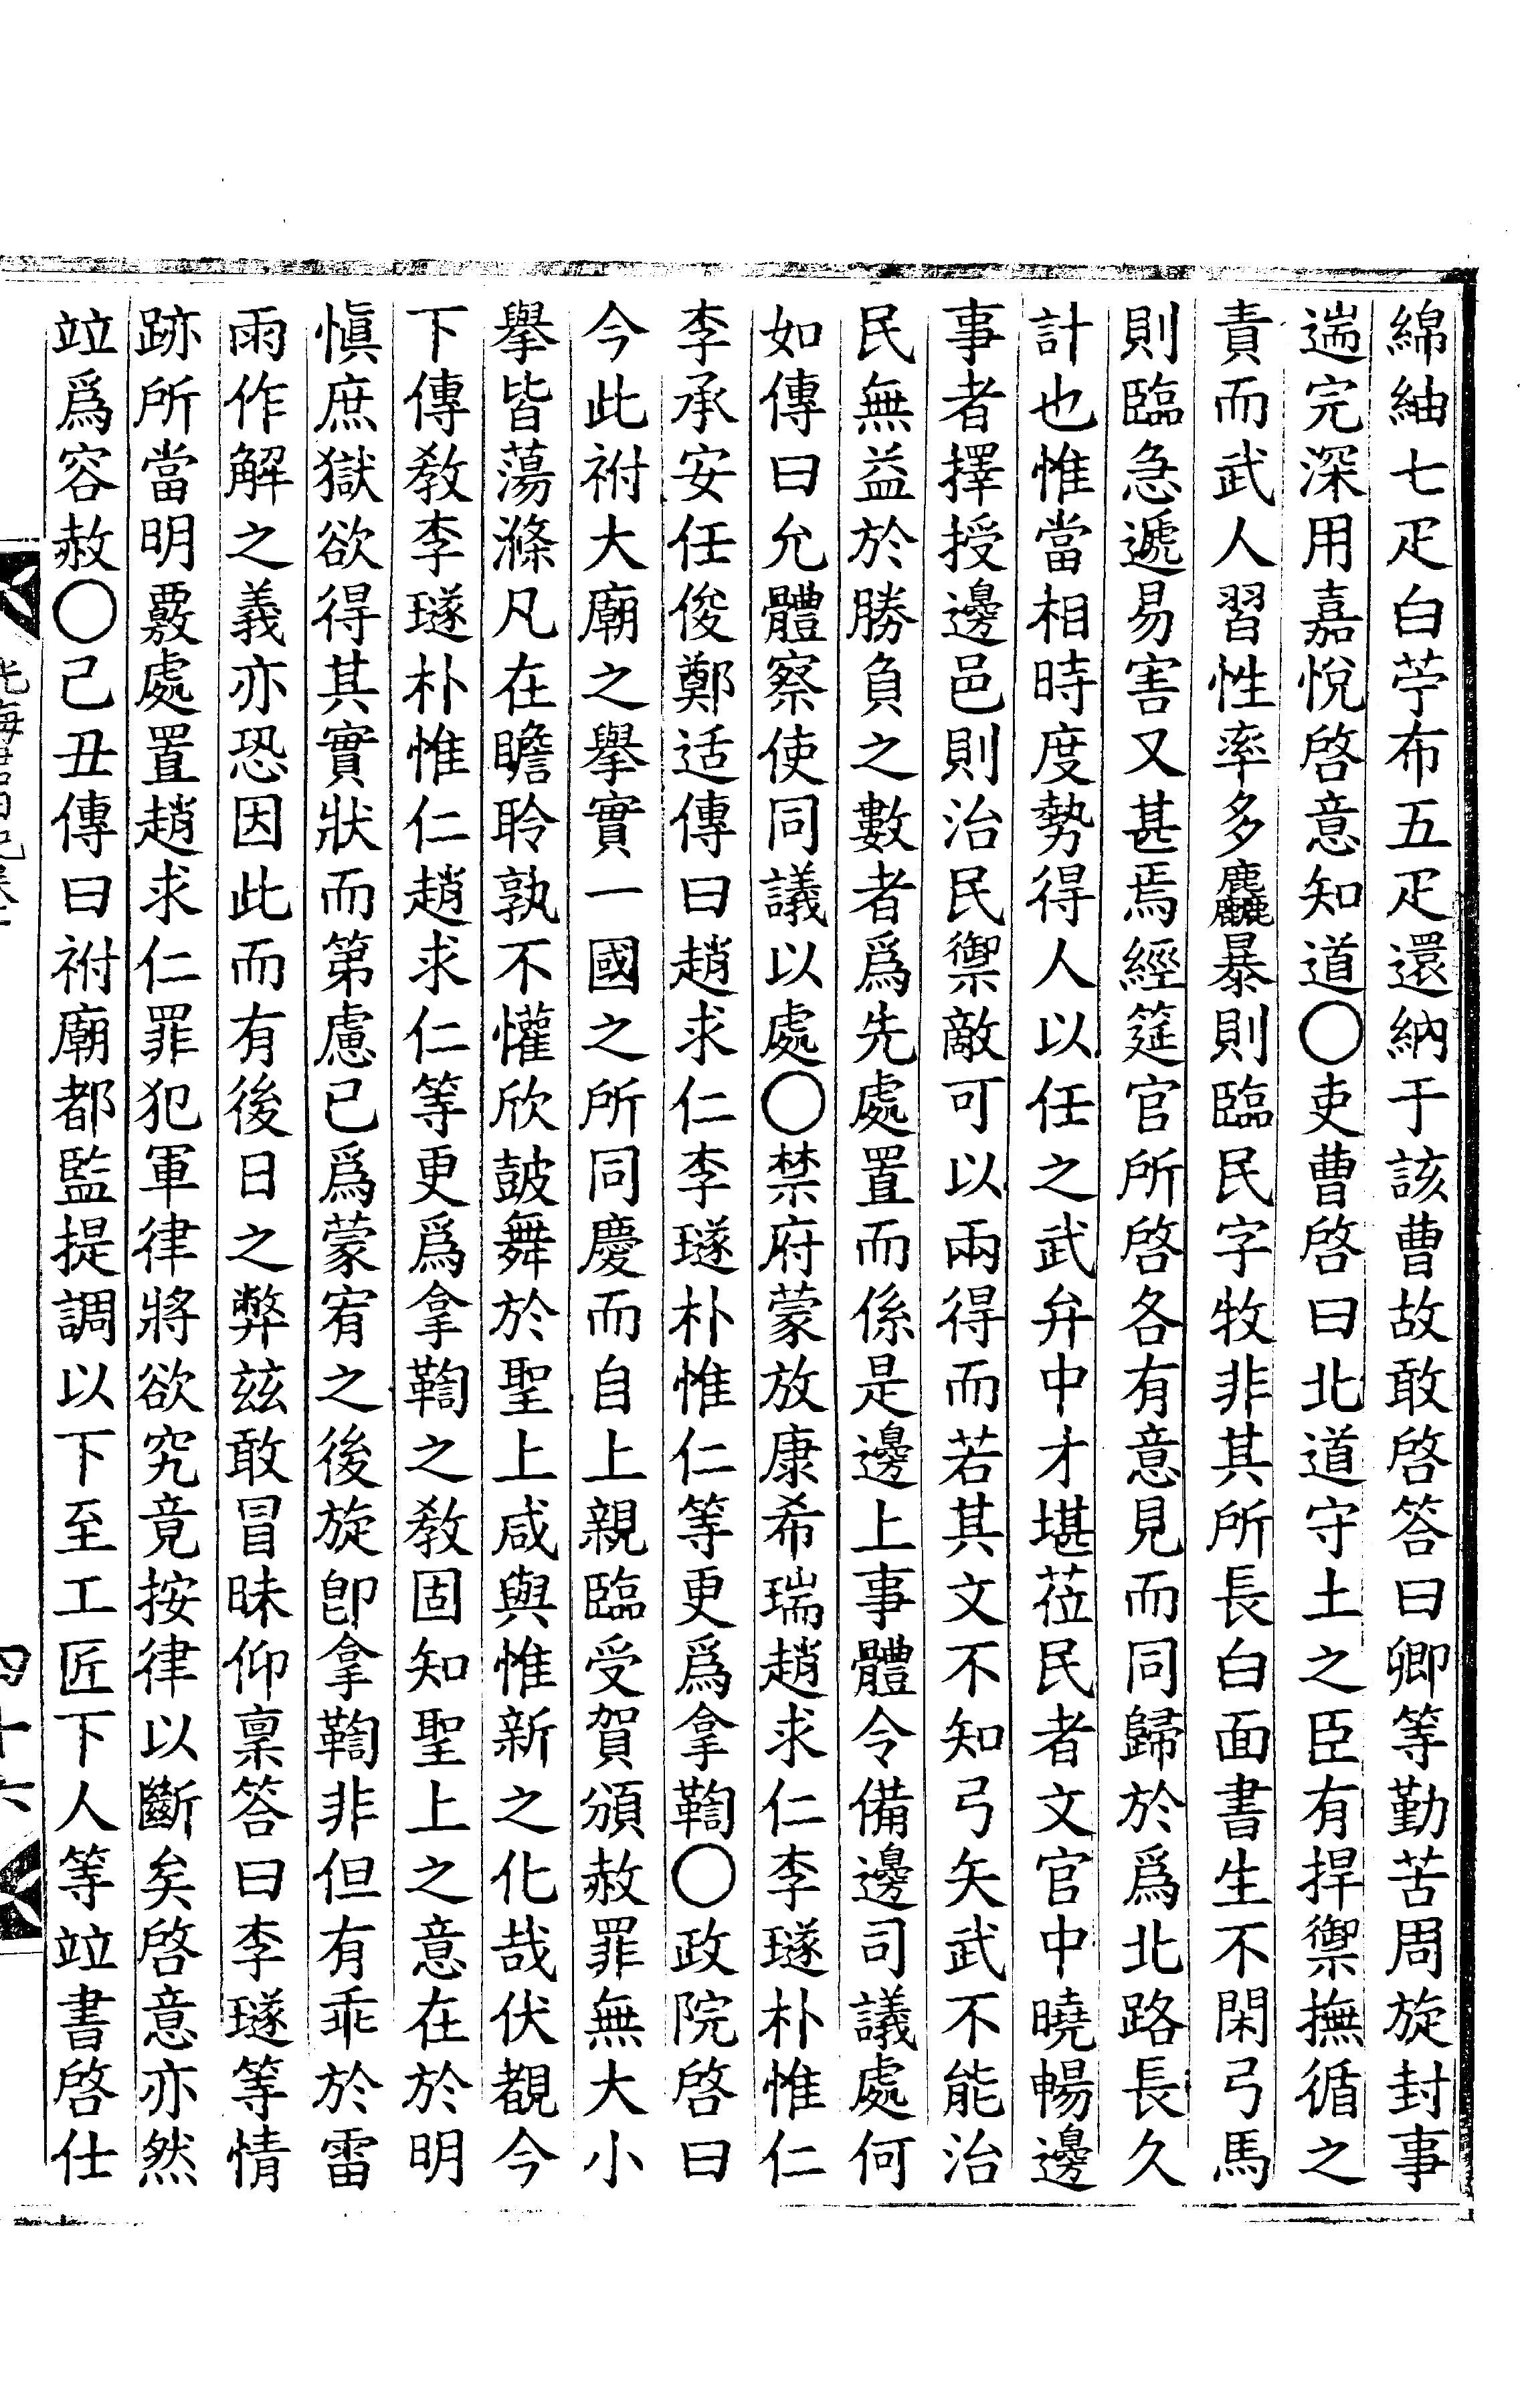 綿紬七疋白苧布五疋還納于該曹故敢啓答曰卿等勤苦周旋封事
遄完深用嘉悅啓意知道○吏曹啓曰北道守土之臣有捍禦撫循之
責而武人習性率多麤暴則臨民字牧非其所長白面書生不閑弓馬
則臨急遞易害又甚焉經筵官所啓各有意見而同歸於爲北路長久
計也惟當相時度勢得人以任之武弁中才堪莅民者文官中曉暢邊
事者擇授邊邑則治民禦敵可以兩得而若其文不知弓矢武不能治
民無益於勝負之數者爲先處置而係是邊上事體令備邊司議處何
如傳曰允體察使同議以處○禁府蒙放康希瑞趙求仁李璲朴惟仁
李承安任俊鄭适傳曰趙求仁李璲朴惟仁等更爲拿鞫○政院啓曰
今此祔大廟之擧實一國之所同慶而自上親臨受賀頒赦罪無大小
擧皆蕩滌凡在瞻聆孰不懽欣鼓舞於聖上咸與惟新之化哉伏覩今
下傳敎李璲朴惟仁趙求仁等更爲拿鞫之敎固知聖上之意在於明
愼庶獄欲得其實狀而第慮已爲蒙宥之後旋卽拿鞫非但有乖於雷
雨作解之義亦恐因此而有後日之弊玆敢冒昧仰稟答曰李璲等情
跡所當明覈處置趙求仁罪犯軍律將欲究竟按律以斷矣啓意亦然
竝爲容赦○己丑傳曰祔廟都監提調以下至工匠下人等竝書啓仕